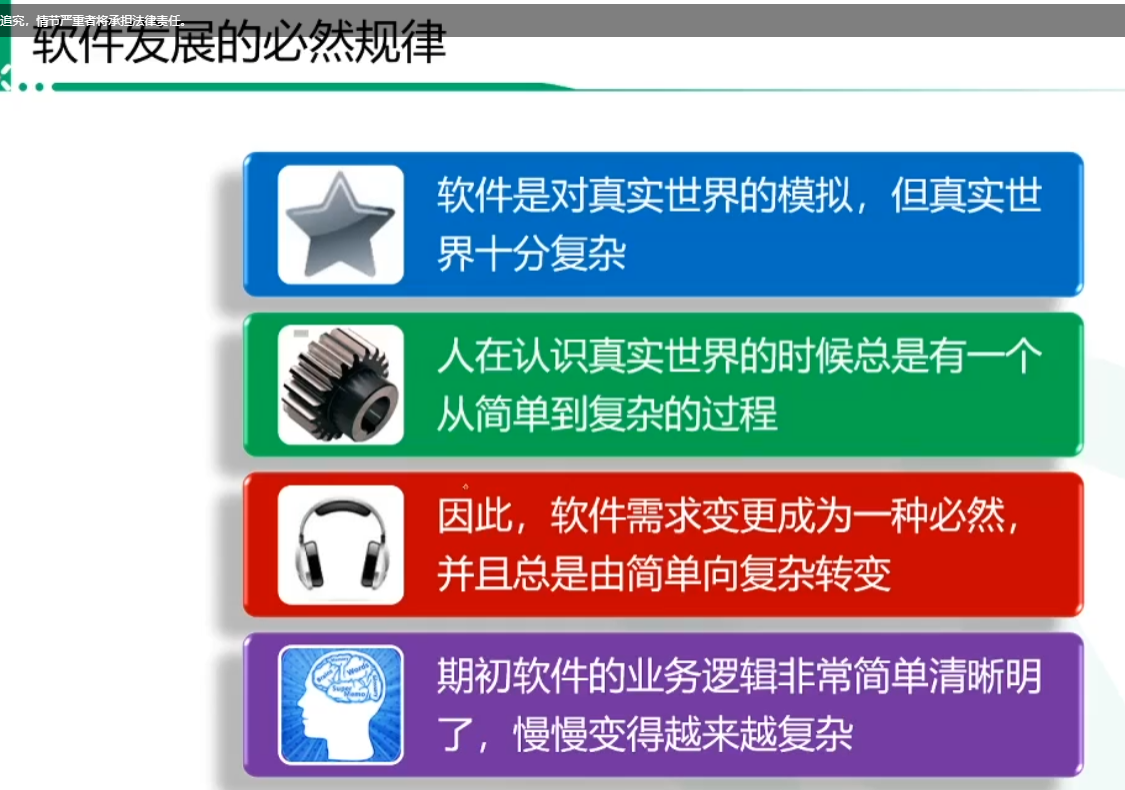 追究，情节严重者将承担法律责任。
软件发展的必然规律
软件是对真实世界的模拟，但真实世
界十分复杂
人在认识真实世界的时候总是有一个
从简单到复杂的过程
因此，软件需求变更成为一种必然，
并且总是由简单向复杂转变
期初软件的业务逻辑非常简单清晰明
了，慢慢变得越来越复杂